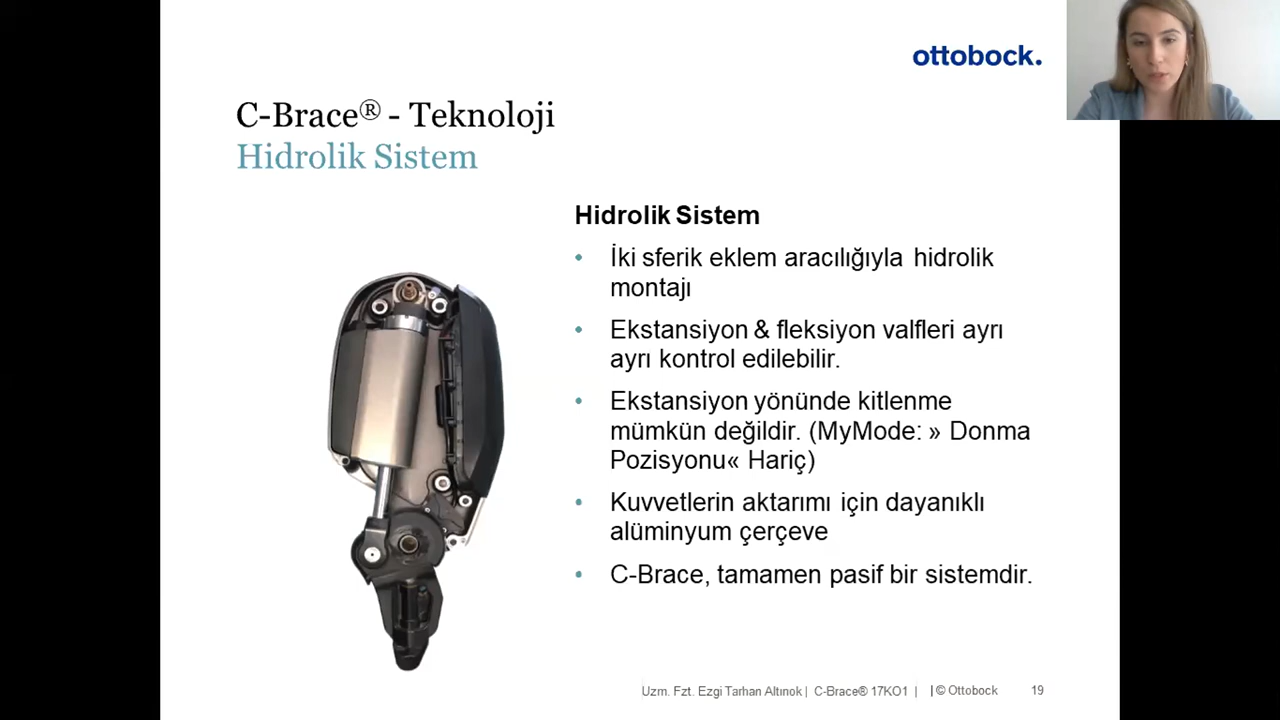 ottobock.
C-Brace® - Teknoloji
Hidrolik Sistem
Hidrolik Sistem
• İki sferik eklem aracılığıyla hidrolik
montajı
• Ekstansiyon & fleksiyon valfleri ayrı
ayrı kontrol edilebilir.
• Ekstansiyon yönünde kitlenme
mümkün değildir. (MyMode: » Donma
Pozisyonu« Hariç)
• Kuvvetlerin aktarımı için dayanıklı
alüminyum çerçeve
• C-Brace, tamamen pasif bir sistemdir.
Uzm. Fzt. Ezgi Tarhan Altınok | C-Brace® 17KO1 | | © Ottobock 19